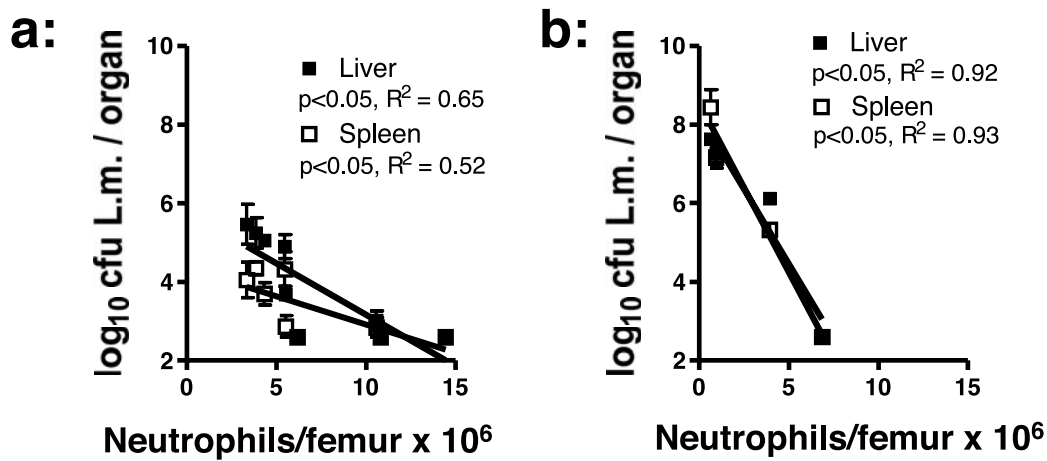 a:
log10 cfu L.m. / organ
10
8
6
4
2
Liver
p<0.05, R² = 0.65
Spleen
p<0.05, R² = 0.52
0 5 10 15
Neutrophils/femur x 10⁶
b:
log10 cfu L.m. / organ
10
8
6
4
2
Liver
p<0.05, R² = 0.92
Spleen
p<0.05, R² = 0.93
0 5 10 15
Neutrophils/femur x 10⁶